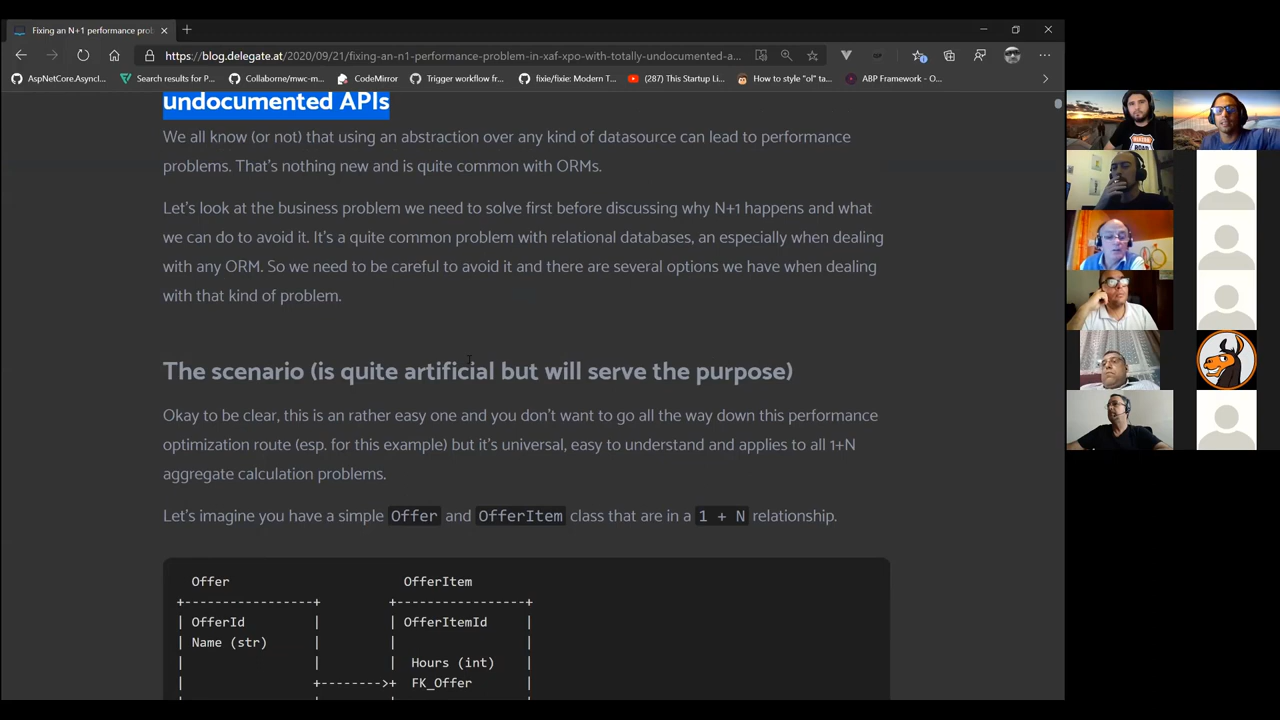 Fixing an N+1 performance prob
https://blog.delegate.at/2020/09/21/fixing-an-n1-performance-problem-in-xaf-xpo-with-totally-undocumented-a...
AspNetCore.AsyncI...
Search results for P...
Collaborne/mwc-m...
CodeMirror
Trigger workflow fr...
fixie/fixie: Modern T...
(287) This Startup Li...
How to style "ol" ta...
ABP Framework - O...
undocumented APIs
We all know (or not) that using an abstraction over any kind of datasource can lead to performance
problems. That's nothing new and is quite common with ORMs.
Let's look at the business problem we need to solve first before discussing why N+1 happens and what
we can do to avoid it. It's a quite common problem with relational databases, an especially when dealing
with any ORM. So we need to be careful to avoid it and there are several options we have when dealing
with that kind of problem.
The scenario (is quite artificial but will serve the purpose)
Okay to be clear, this is an rather easy one and you don't want to go all the way down this performance
optimization route (esp. for this example) but it's universal, easy to understand and applies to all 1+N
aggregate calculation problems.
Let's imagine you have a simple Offer and OfferItem class that are in a 1 + N relationship.
Offer OfferItem
+-----------------+ +-----------------+
| OfferId | | OfferItemId |
| Name (str) | | |
| | | Hours (int) |
| +-------->+ FK_Offer |